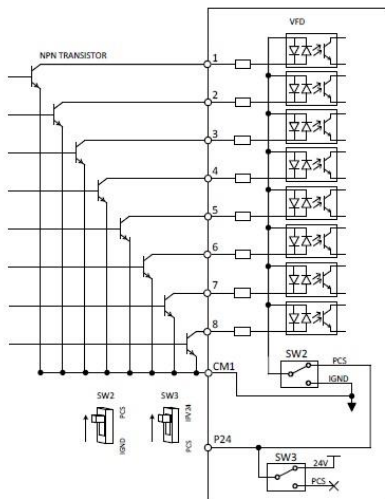 VFD
NPN TRANSISTOR
1
2
3
4
5
6
7
8
CM1
SW2
PCS
IGND
SW2
PCS
IGND
SW3
PCS
P24
SW3
24V
PCS